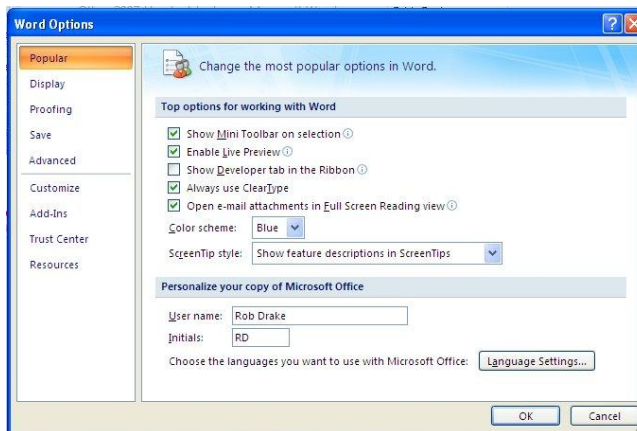 Word Options
Popular
Display
Proofing
Save
Advanced
Customize
Add-Ins
Trust Center
Resources
Change the most popular options in Word.
Top options for working with Word
Show Mini Toolbar on selection
Enable Live Preview
Show Developer tab in the Ribbon
Always use ClearType
Open e-mail attachments in Full Screen Reading view
Color scheme: Blue
ScreenTip style: Show feature descriptions in ScreenTips
Personalize your copy of Microsoft Office
User name: Rob Drake
Initials: RD
Choose the languages you want to use with Microsoft Office: Language Settings...
OK Cancel